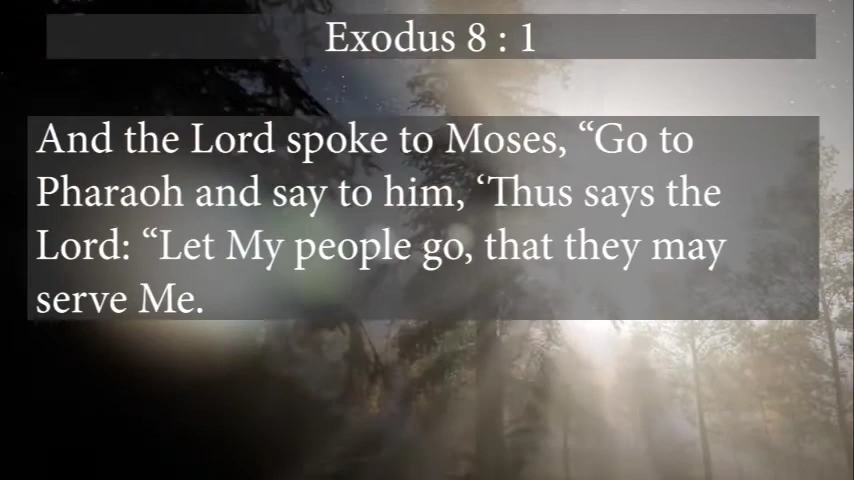 Exodus 8 : 1
And the Lord spoke to Moses, “Go to
Pharaoh and say to him, ‘Thus says the
Lord: “Let My people go, that they may
serve Me.